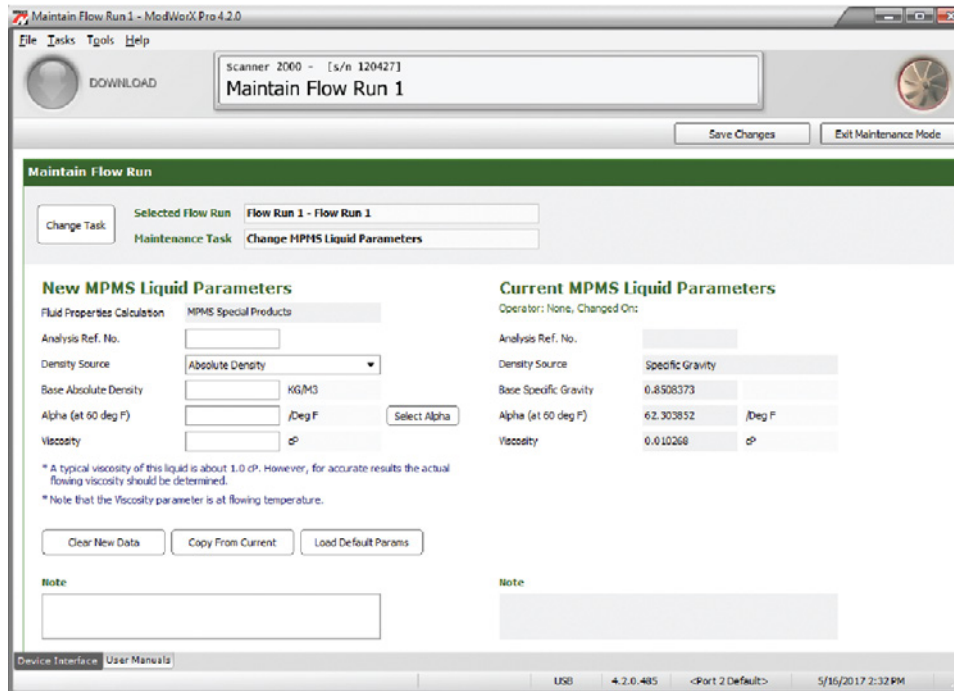 Maintain Flow Run 1 - ModWorX Pro 4.2.0
File Tasks Tools Help
DOWNLOAD
Scanner 2000 - [s/n 120427]
Maintain Flow Run 1
Save Changes Exit Maintenance Mode
Maintain Flow Run
Change Task
Selected Flow Run Flow Run 1 - Flow Run 1
Maintenance Task Change MPMS Liquid Parameters
New MPMS Liquid Parameters
Fluid Properties Calculation MPMS Special Products
Analysis Ref. No.
Density Source Absolute Density
Base Absolute Density KG/M3
Alpha (at 60 deg F) /Deg F Select Alpha
Viscosity cP
* A typical viscosity of this liquid is about 1.0 cP. However, for accurate results the actual
flowing viscosity should be determined.
* Note that the Viscosity parameter is at flowing temperature.
Clear New Data Copy From Current Load Default Params
Note
Current MPMS Liquid Parameters
Operator: None, Changed On:
Analysis Ref. No.
Density Source Specific Gravity
Base Specific Gravity 0.8508373
Alpha (at 60 deg F) 62.303852 /Deg F
Viscosity 0.010268 cP
Note
Device Interface User Manuals
USB 4.2.0.485 <Port 2 Default> 5/16/2017 2:32 PM